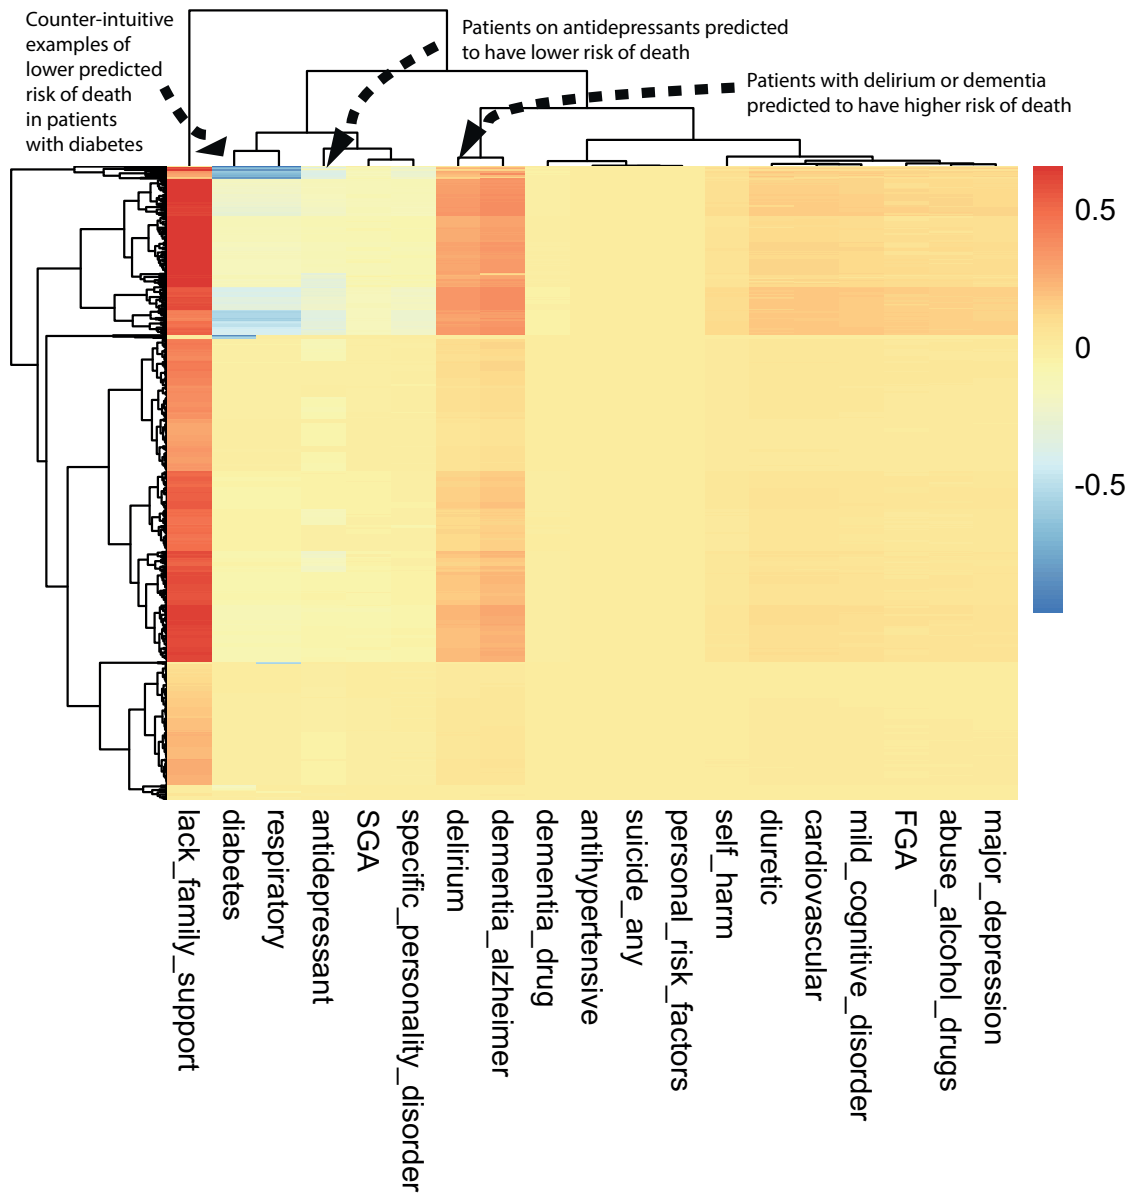 Counter-intuitive
examples of
lower predicted
risk of death
in patients
with diabetes
Patients on antidepressants predicted
to have lower risk of death
Patients with delirium or dementia
predicted to have higher risk of death
0.5
0
-0.5
lack_family_support
diabetes
respiratory
antidepressant
SGA
specific_personality_disorder
delirium
dementia_alzheimer
dementia_drug
antihypertensive
suicide_any
personal_risk_factors
self_harm
diuretic
cardiovascular
mild_cognitive_disorder
FGA
abuse_alcohol_drugs
major_depression